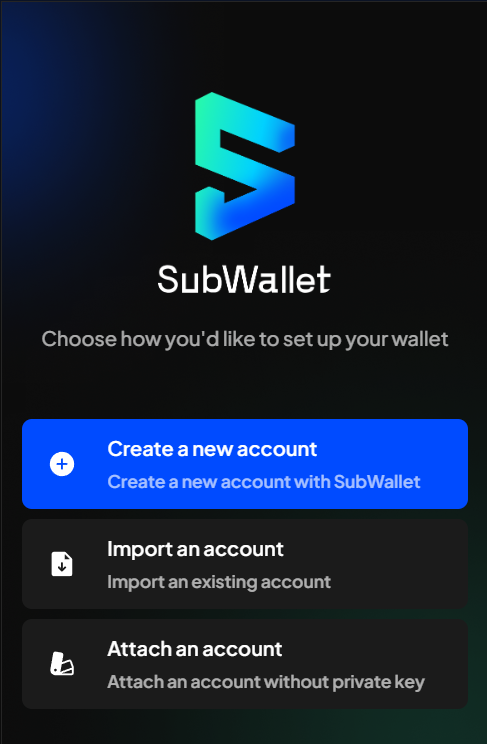 SubWallet
Choose how you'd like to set up your wallet
Create a new account
Create a new account with SubWallet
Import an account
Import an existing account
Attach an account
Attach an account without private key